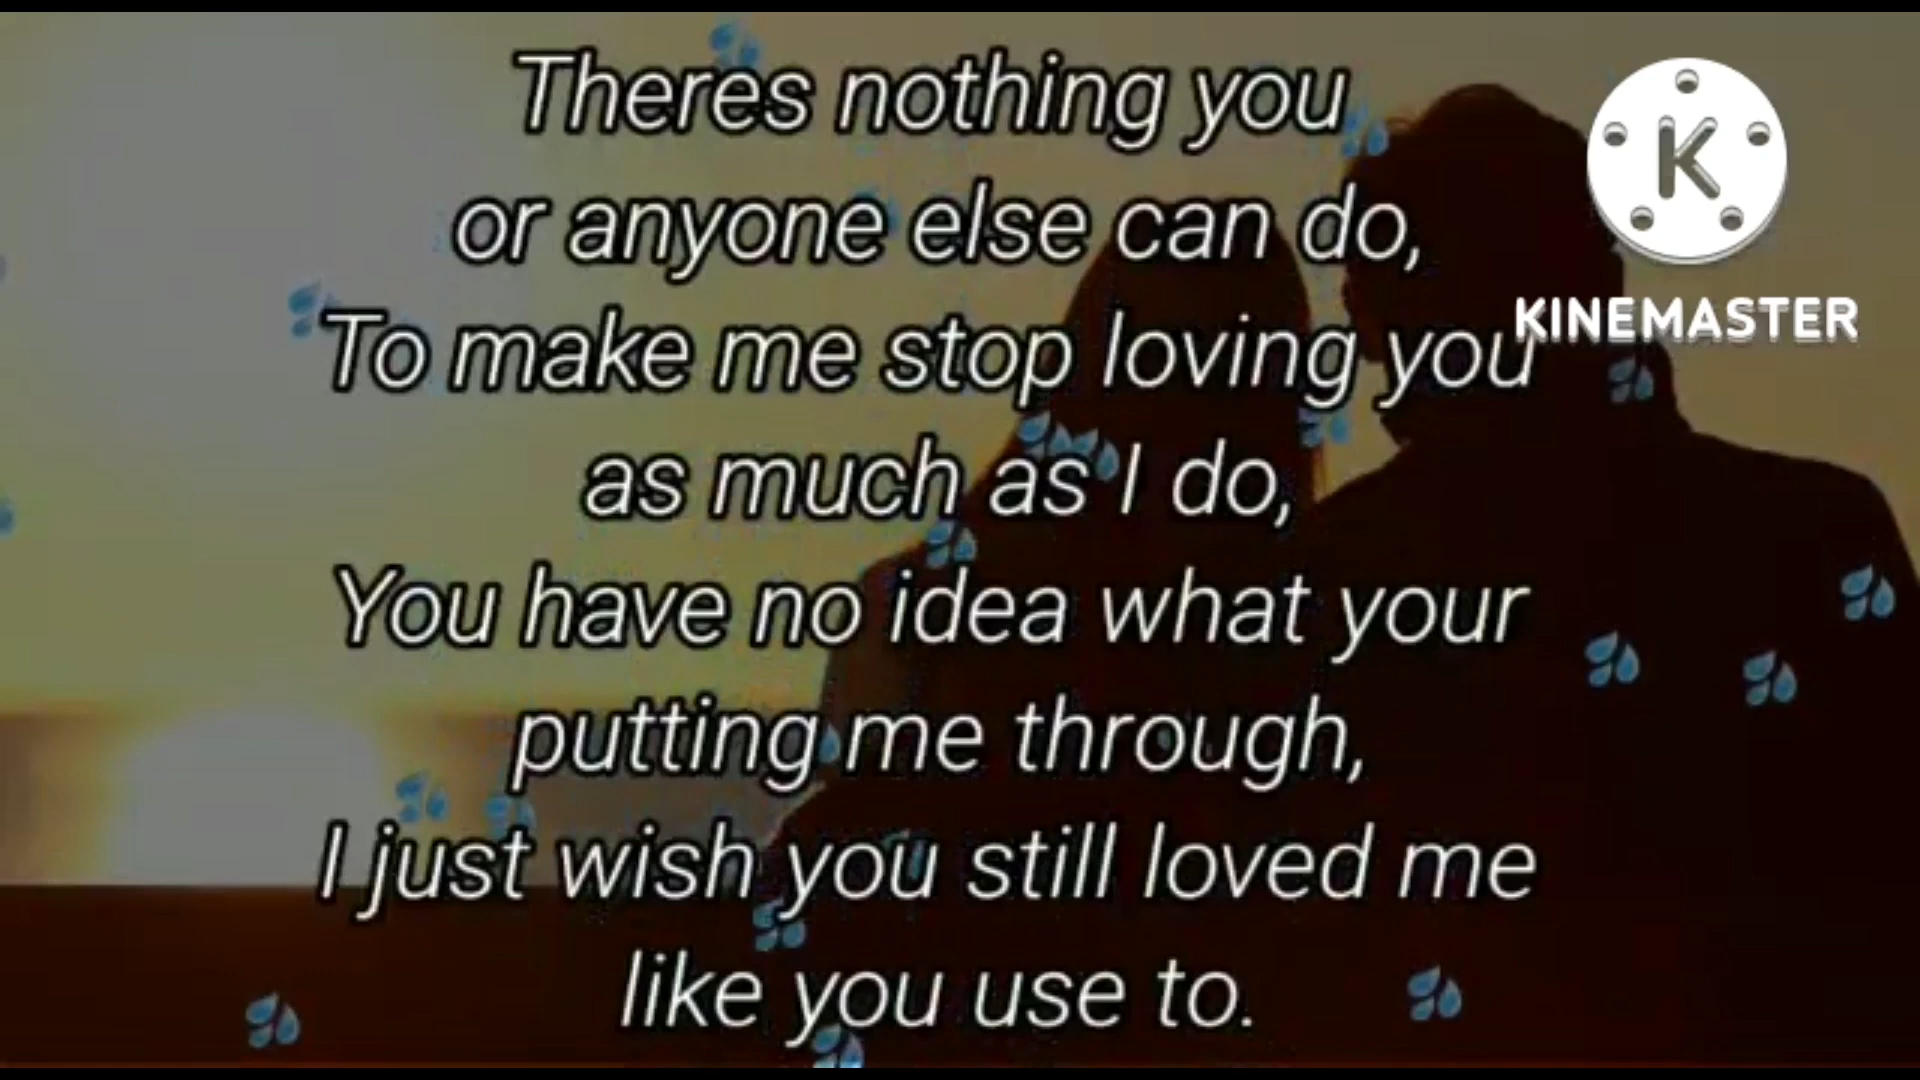 Theres nothing you
or anyone else can do,
To make me stop loving you
as much as I do,
You have no idea what your
putting me through,
I just wish you still loved me
like you use to.
K
KINEMASTER